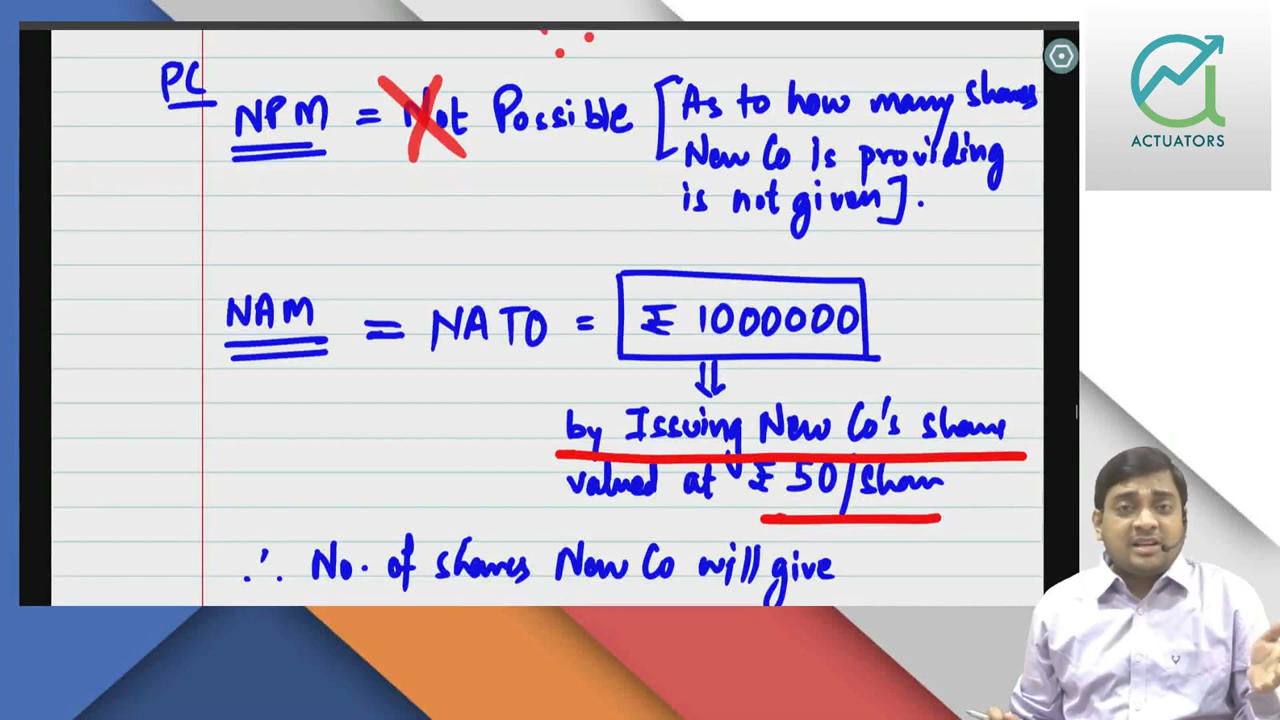 PC
NPM = Not Possible [As to how many shares
New Co is providing
is not given].
NAM = NATO = ₹ 1000000
by Issuing New Co's share
valued at ₹ 50/share
∴ No. of shares New Co will give
ACTUATORS